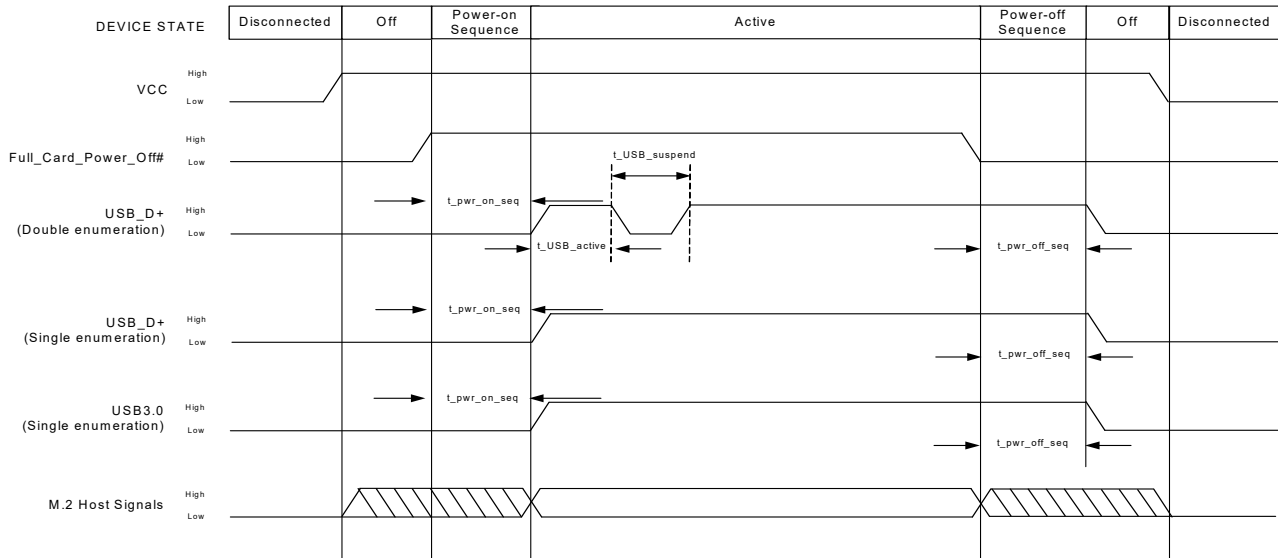 DEVICE STATE
Disconnected
Off
Power-on
Sequence
Active
Power-off
Sequence
Off
Disconnected
VCC
High
Low
Full_Card_Power_Off#
High
Low
t_USB_suspend
USB_D+
(Double enumeration)
High
Low
t_pwr_on_seq
t_USB_active
t_pwr_off_seq
USB_D+
(Single enumeration)
High
Low
t_pwr_on_seq
t_pwr_off_seq
USB3.0
(Single enumeration)
High
Low
t_pwr_on_seq
t_pwr_off_seq
M.2 Host Signals
High
Low